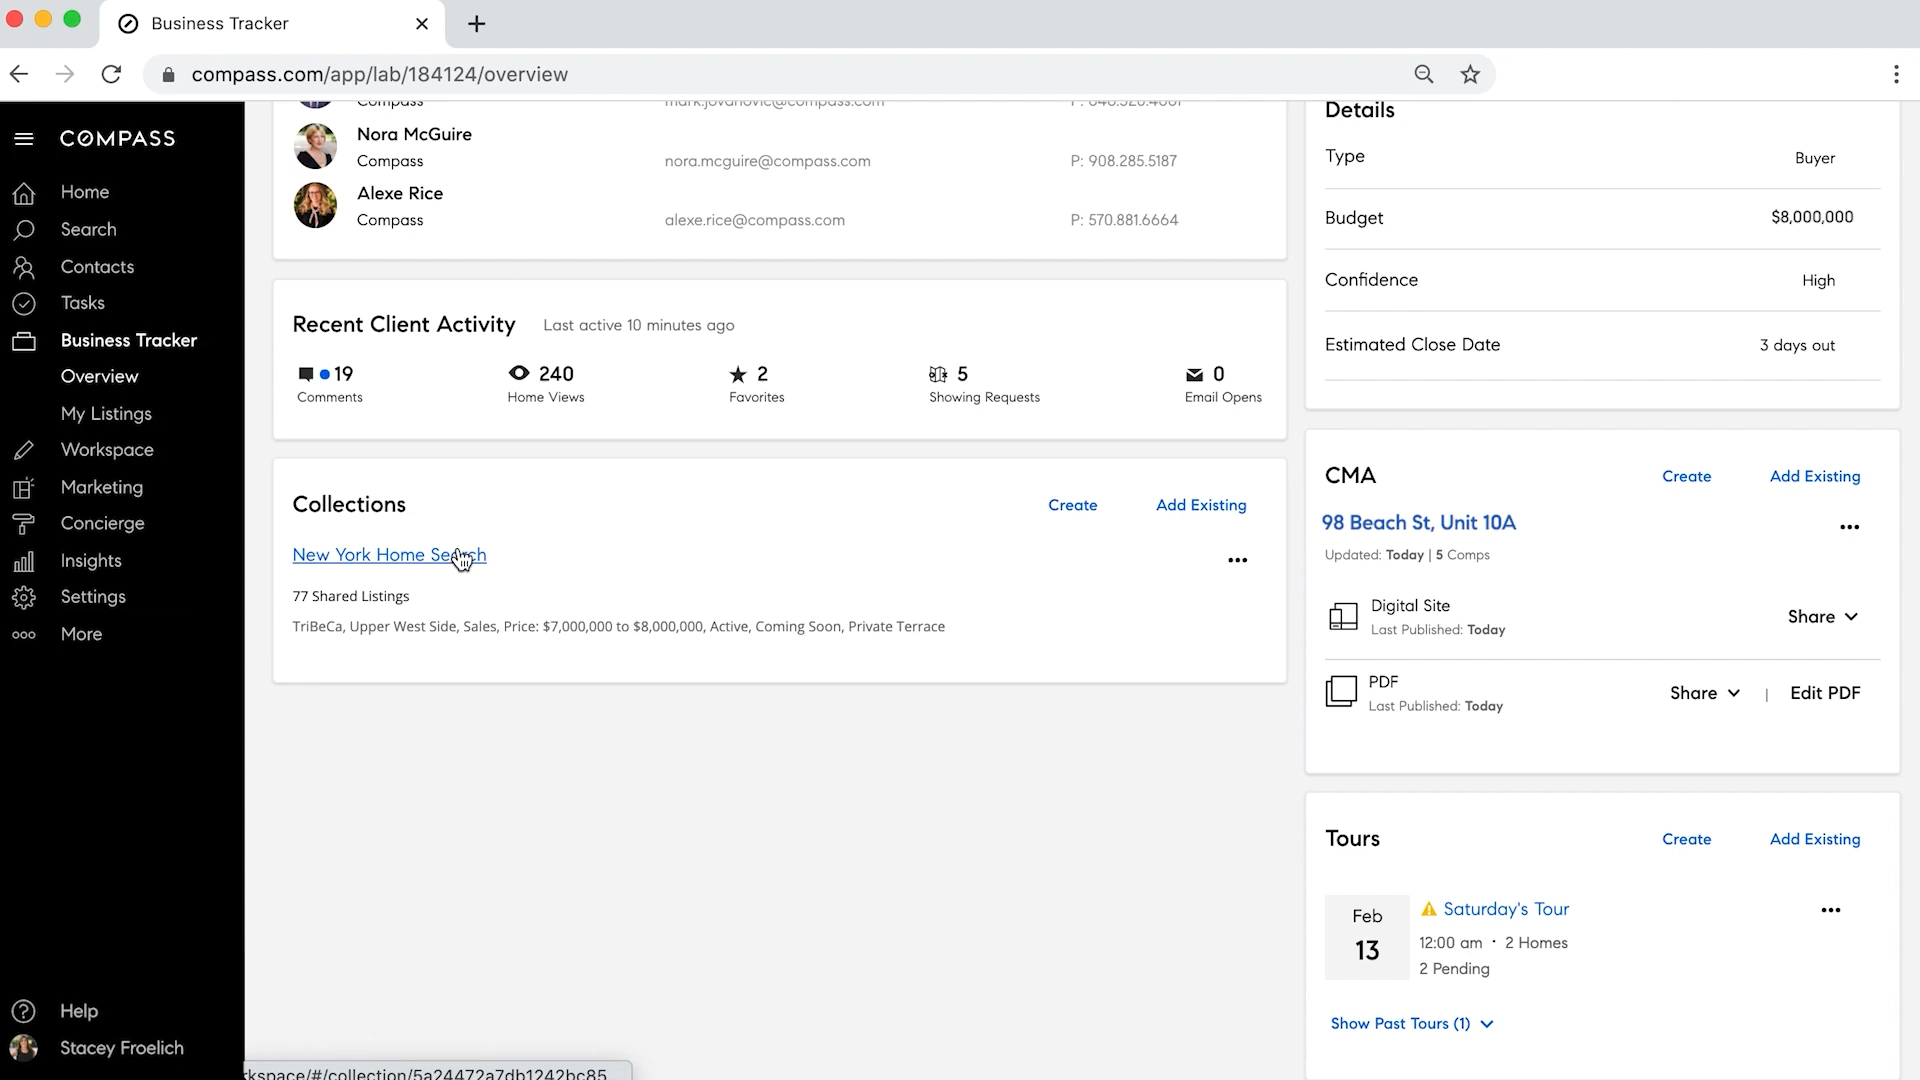 Business Tracker
compass.com/app/lab/184124/overview
COMPASS
Home
Search
Contacts
Tasks
Business Tracker
Overview
My Listings
Workspace
Marketing
Concierge
Insights
Settings
More
Help
Stacey Froelich
Compass
mark.jovanovic@compass.com
Nora McGuire
Compass
nora.mcguire@compass.com
P: 908.285.5187
Alexe Rice
Compass
alexe.rice@compass.com
P: 570.881.6664
Recent Client Activity
Last active 10 minutes ago
19
Comments
240
Home Views
2
Favorites
5
Showing Requests
0
Email Opens
Collections
Create
Add Existing
New York Home Search
77 Shared Listings
TriBeCa, Upper West Side, Sales, Price: $7,000,000 to $8,000,000, Active, Coming Soon, Private Terrace
Details
Type
Buyer
Budget
$8,000,000
Confidence
High
Estimated Close Date
3 days out
CMA
Create
Add Existing
98 Beach St, Unit 10A
Updated: Today | 5 Comps
Digital Site
Last Published: Today
Share
PDF
Last Published: Today
Share | Edit PDF
Tours
Create
Add Existing
Feb
13
Saturday's Tour
12:00 am · 2 Homes
2 Pending
Show Past Tours (1)
kspace/#/collection/5a24472a7db1242bc85...